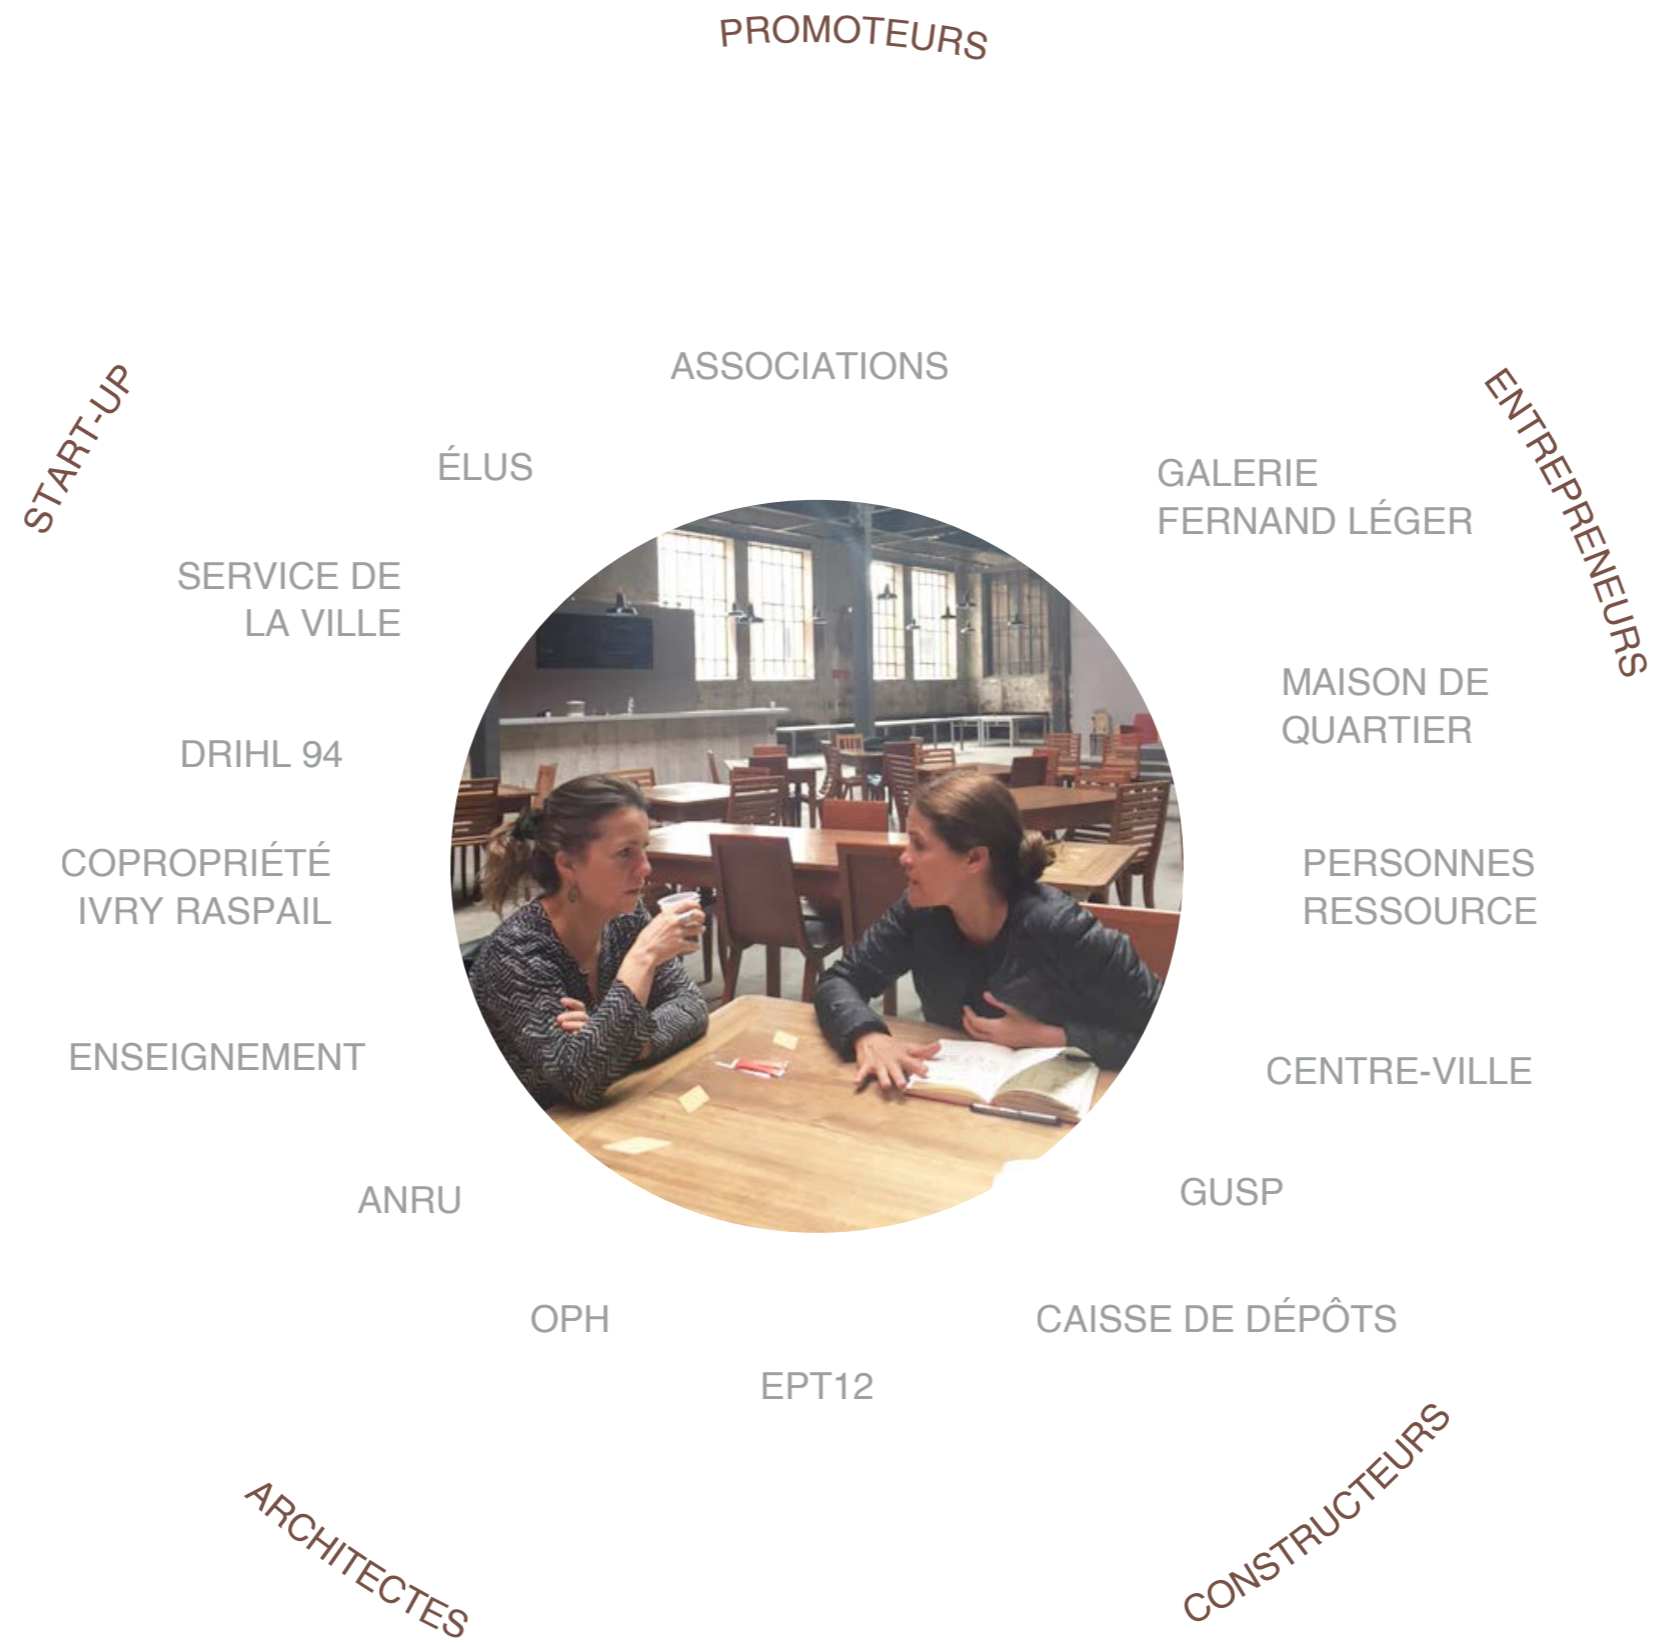 PROMOTEURS
ASSOCIATIONS
START-UP
ENTREPRENEURS
ÉLUS
GALERIE
FERNAND LÉGER
SERVICE DE
LA VILLE
MAISON DE
QUARTIER
DRIHL 94
COPROPRIÉTÉ
IVRY RASPAIL
PERSONNES
RESSOURCE
ENSEIGNEMENT
CENTRE-VILLE
ANRU
GUSP
OPH
CAISSE DE DÉPÔTS
EPT12
ARCHITECTES
CONSTRUCTEURS